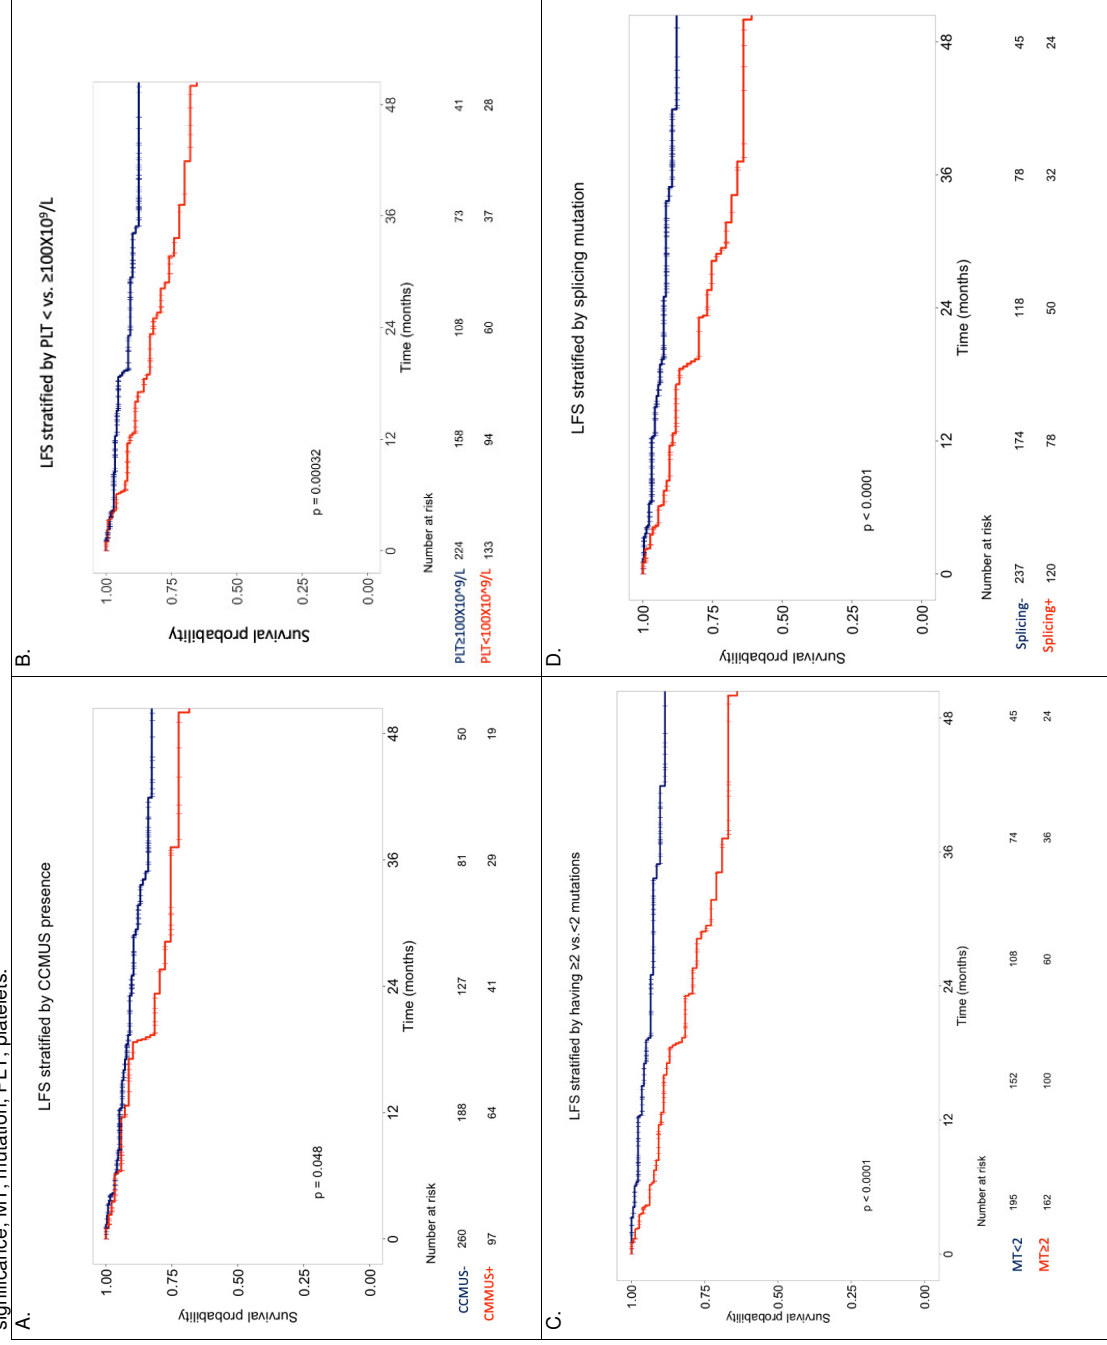 significance; MT, mutation; PLT, platelets.
A.
LFS stratified by CCMUS presence
Survival probability
1.00
0.75
0.50
0.25
0.00
p = 0.048
0 12 24 36 48
Time (months)
Number at risk
CCMUS- 260 188 127 81 50
CMMUS+ 97 64 41 29 19
B.
LFS stratified by PLT < vs. ≥100X10⁹/L
Survival probability
1.00
0.75
0.50
0.25
0.00
p = 0.00032
0 12 24 36 48
Time (months)
Number at risk
PLT≥100X10^9/L 224 158 108 73 41
PLT<100X10^9/L 133 94 60 37 28
C.
LFS stratified by having ≥2 vs.<2 mutations
Survival probability
1.00
0.75
0.50
0.25
0.00
p < 0.0001
0 12 24 36 48
Time (months)
Number at risk
MT<2 195 152 108 74 45
MT≥2 162 100 60 36 24
D.
LFS stratified by splicing mutation
Survival probability
1.00
0.75
0.50
0.25
0.00
p < 0.0001
0 12 24 36 48
Time (months)
Number at risk
Splicing- 237 174 118 78 45
Splicing+ 120 78 50 32 24